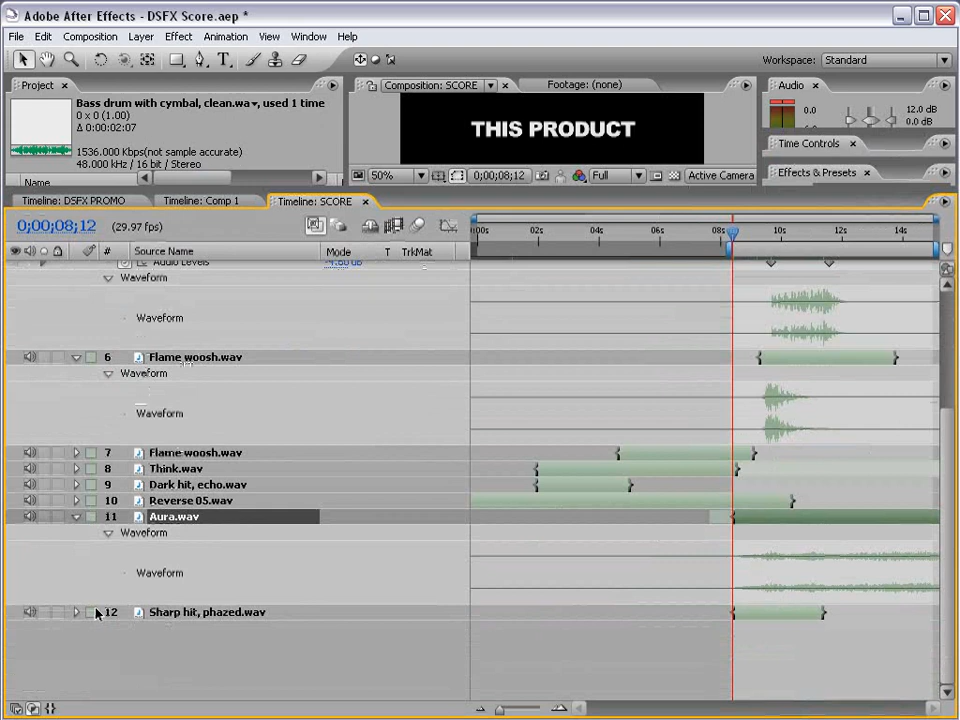 Adobe After Effects - DSFX Score.aep *
File Edit Composition Layer Effect Animation View Window Help
Workspace: Standard
Project × Composition: SCORE × Footage: (none) Audio ×
Bass drum with cymbal, clean.wa, used 1 time
0 x 0 (1.00)
Δ 0:00:02:07
1536.000 Kbps(not sample accurate)
48.000 kHz / 16 bit / Stereo
Name
THIS PRODUCT
50% 0;00;08;12 Full Active Camera
0.0 12.0 dB
0.0 0.0 dB
Time Controls ×
Effects & Presets ×
Timeline: DSFX PROMO Timeline: Comp 1 Timeline: SCORE ×
0;00;08;12 (29.97 fps)
:00s 02s 04s 06s 08s 10s 12s 14s
# Source Name Mode T TrkMat
Audio Levels
Waveform
Waveform
6 Flame woosh.wav
Waveform
Waveform
7 Flame woosh.wav
8 Think.wav
9 Dark hit, echo.wav
10 Reverse 05.wav
11 Aura.wav
Waveform
Waveform
12 Sharp hit, phazed.wav